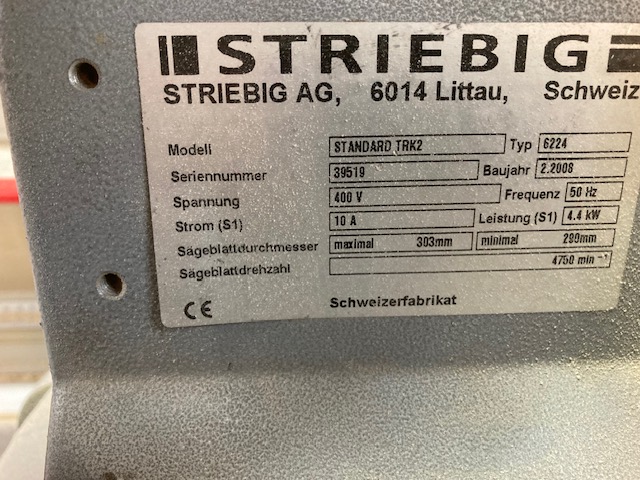 STRIEBIG
STRIEBIG AG, 6014 Littau, Schweiz
Modell STANDARD TRK2 Typ 6224
Seriennummer 39519 Baujahr 2.2008
Spannung 400 V Frequenz 50 Hz
Strom (S1) 10 A Leistung (S1) 4.4 kW
Sägeblattdurchmesser maximal 303mm minimal 299mm
Sägeblattdrehzahl 4750 min⁻¹
CE Schweizerfabrikat